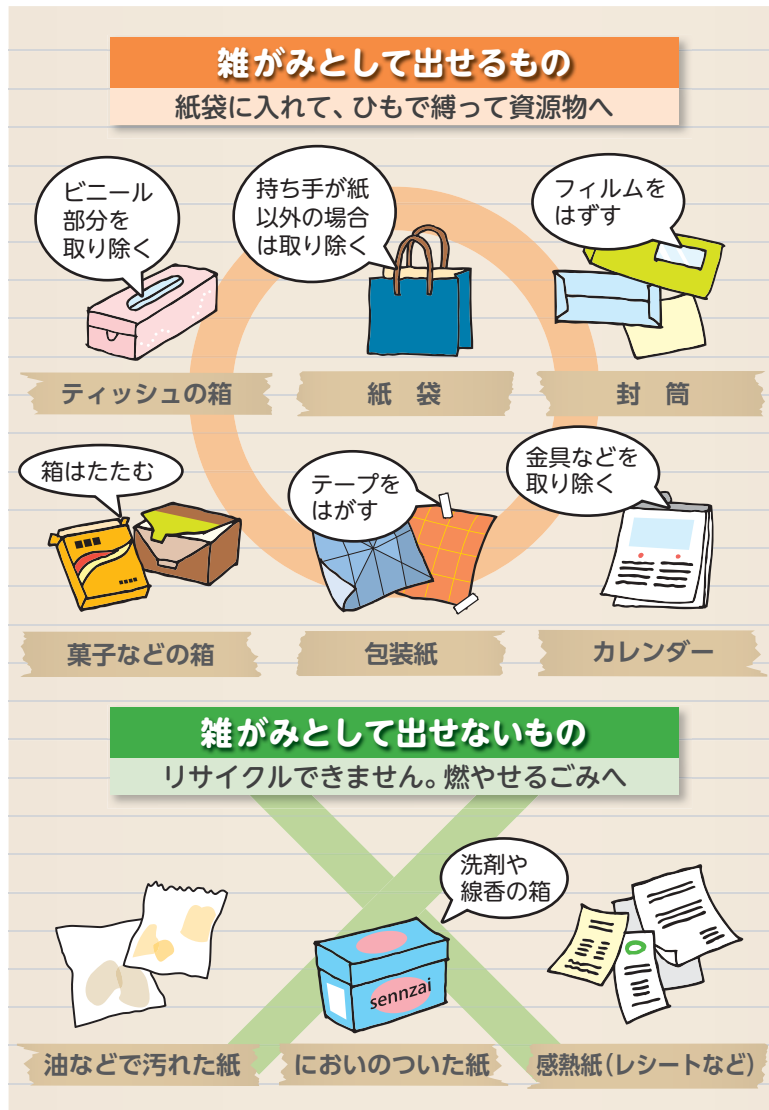 雑がみとして出せるもの
紙袋に入れて、ひもで縛って資源物へ
ビニール
部分を
取り除く
持ち手が紙
以外の場合
は取り除く
フィルムを
はずす
ティッシュの箱
紙 袋
封 筒
箱はたたむ
テープを
はがす
金具などを
取り除く
菓子などの箱
包装紙
カレンダー
雑がみとして出せないもの
リサイクルできません。燃やせるごみへ
洗剤や
線香の箱
sennzai
油などで汚れた紙
においのついた紙
感熱紙(レシートなど)